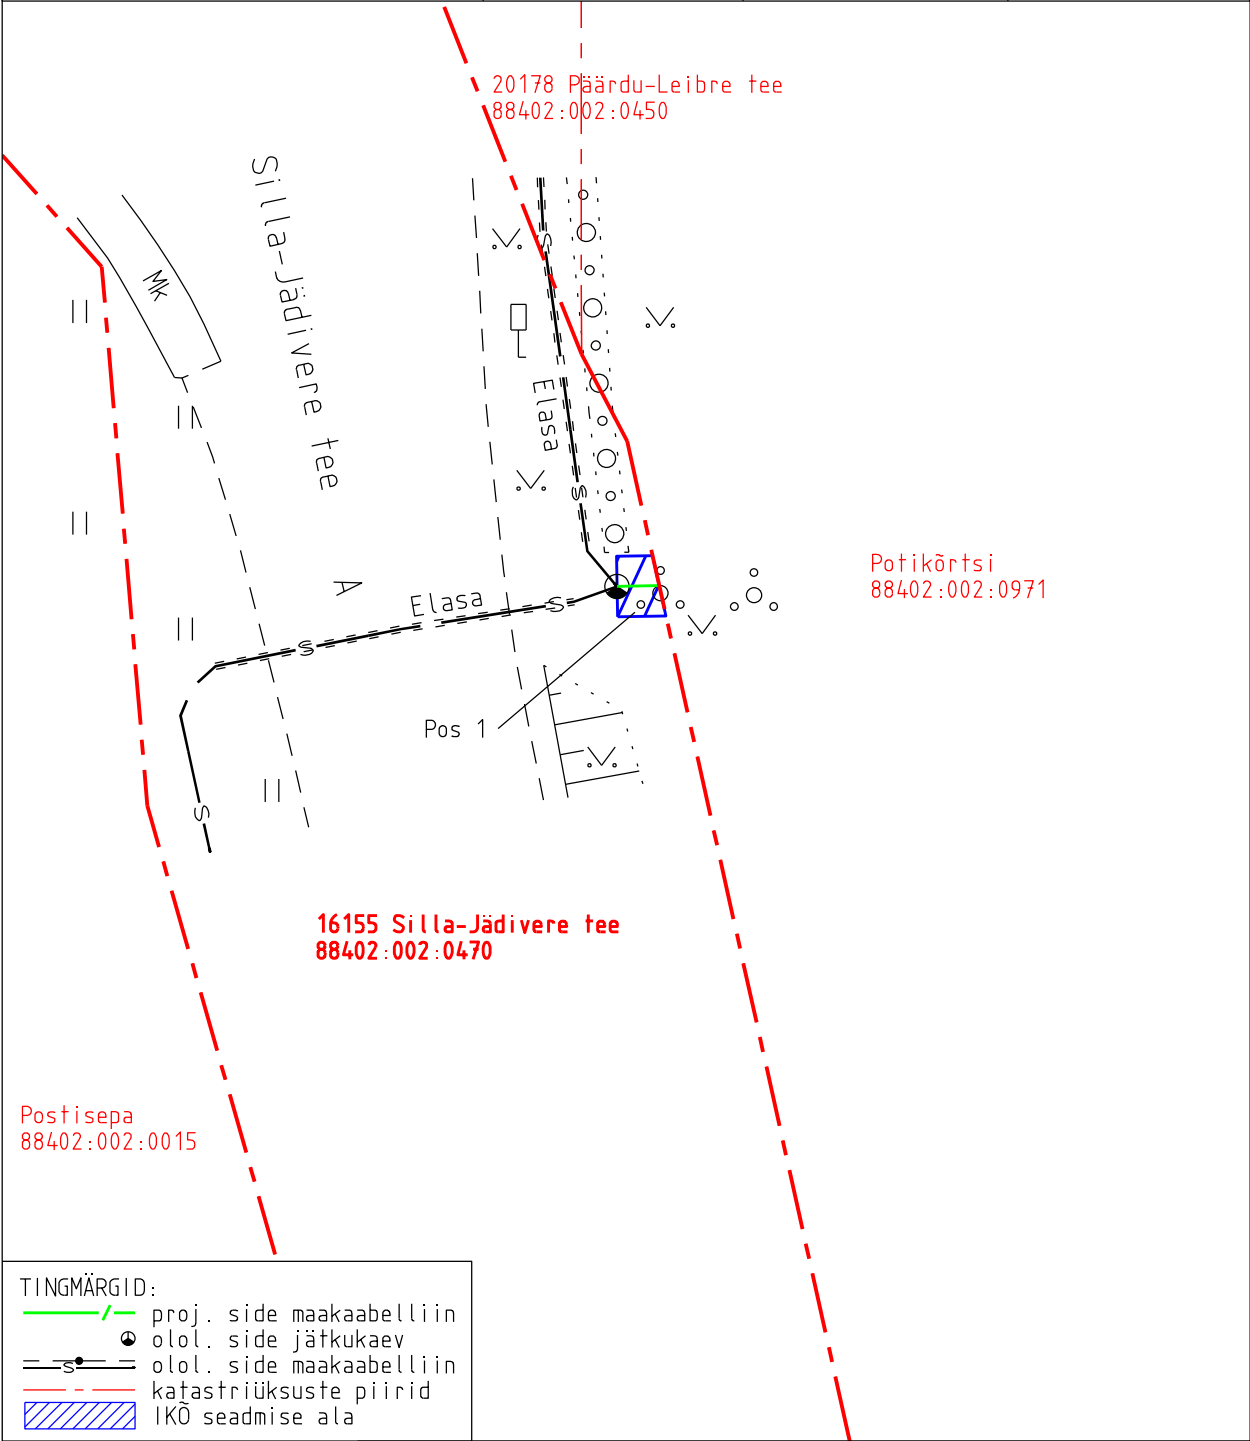 20178 Päärdu-Leibre tee
88402:002:0450
Silla-Jädivere tee
Mk
Elasa
S
S
A
Elasa
S
S
S
Potikõrtsi
88402:002:0971
Pos 1
16155 Silla-Jädivere tee
88402:002:0470
Postisepa
88402:002:0015
TINGMÄRGID:
proj. side maakaabelliin
olol. side jätkukaev
S olol. side maakaabelliin
katastriüksuste piirid
IKÕ seadmise ala